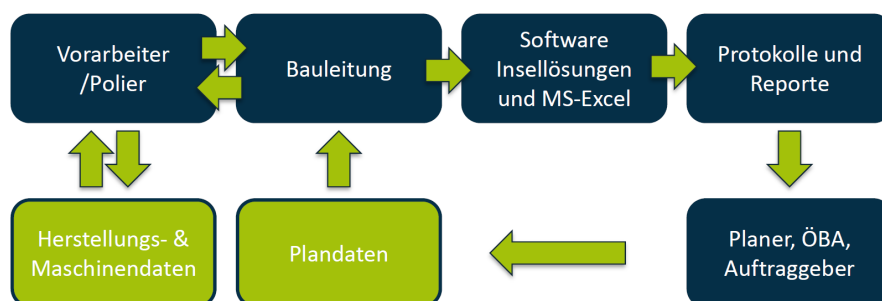 Vorarbeiter
/Polier
Bauleitung
Software
Insellösungen
und MS-Excel
Protokolle und
Reporte
Herstellungs- &
Maschinendaten
Plandaten
Planer, ÖBA,
Auftraggeber